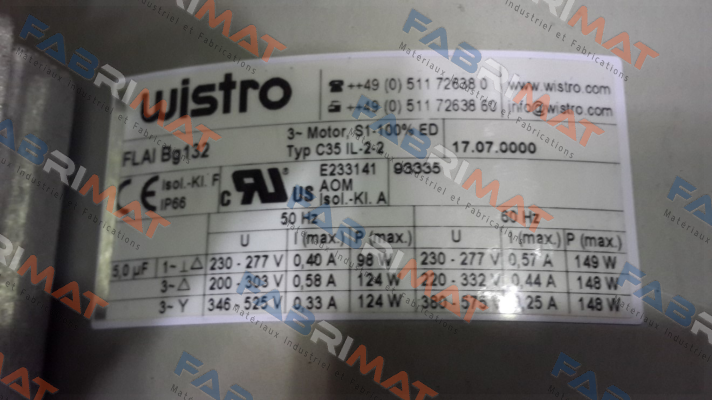 wistro
☎ ++49 (0) 511 72638 0
++49 (0) 511 72638 60
www.wistro.com
info@wistro.com
FLAI Bg132
3~ Motor, S1-100% ED
Typ C35 IL-2-2
17.07.0000
CE Isol.-Kl. F
IP66
C RU US
E233141
AOM
Isol.-Kl. A
93335
50 Hz 60 Hz
U I (max.) P (max.) U I (max.) P (max.)
5,0 µF 1~⊥△ 230 - 277 V 0,40 A 98 W 230 - 277 V 0,57 A 149 W
3~ △ 200 - 303 V 0,58 A 124 W 220 - 332 V 0,44 A 148 W
3~ Y 346 - 525 V 0,33 A 124 W 380 - 575 V 0,25 A 148 W
FABRIMAT
Matériaux Industriel et Fabrications